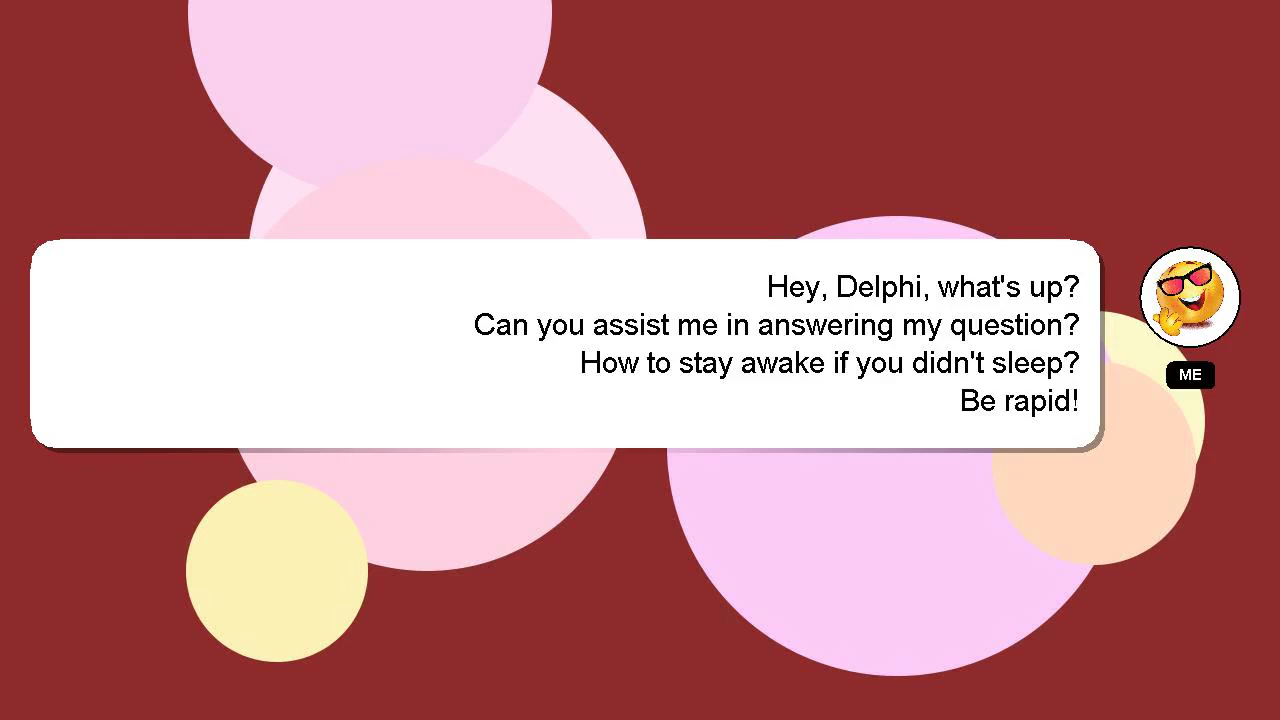 Hey, Delphi, what's up?
Can you assist me in answering my question?
How to stay awake if you didn't sleep?
Be rapid!
ME